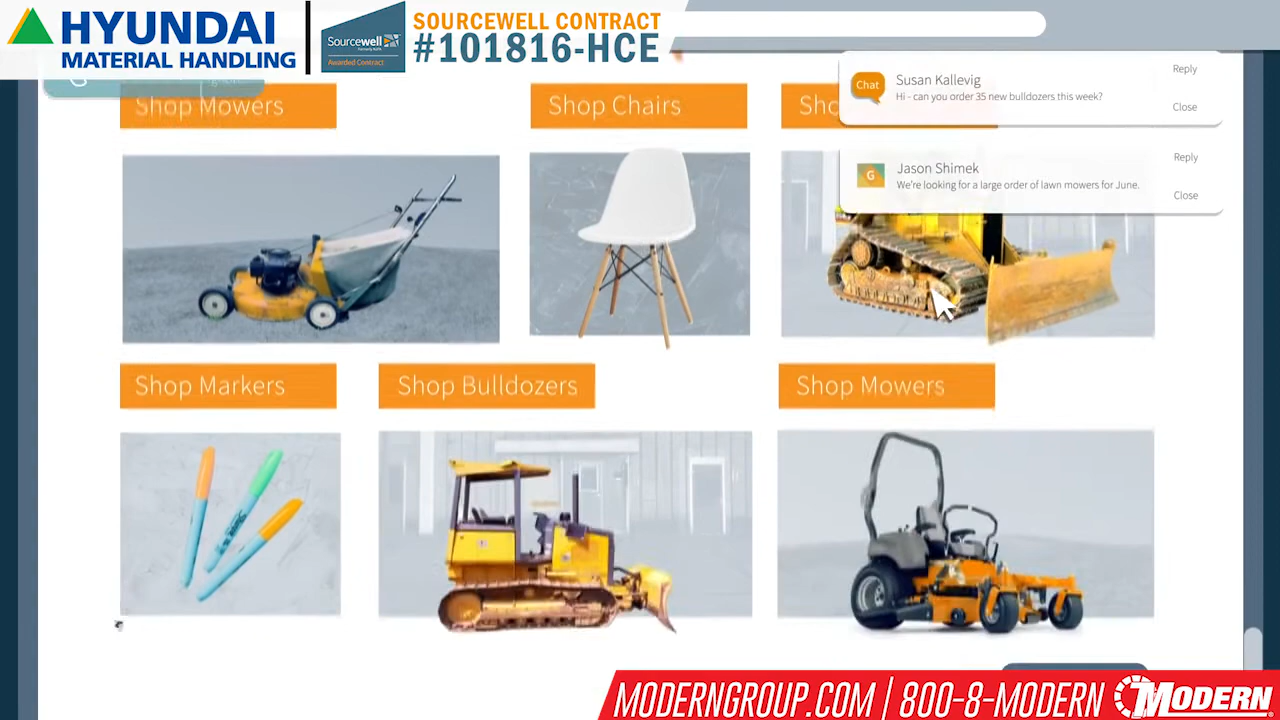 HYUNDAI
MATERIAL HANDLING
Sourcewell
Awarded Contract
SOURCEWELL CONTRACT
#101816-HCE
Shop Mowers
Shop Chairs
Chat
Susan Kallevig
Hi - can you order 35 new bulldozers this week?
Reply
Close
G
Jason Shimek
We're looking for a large order of lawn mowers for June.
Reply
Close
Shop Markers
Shop Bulldozers
Shop Mowers
Sharpie
MODERNGROUP.COM | 800-8-MODERN
MODERN